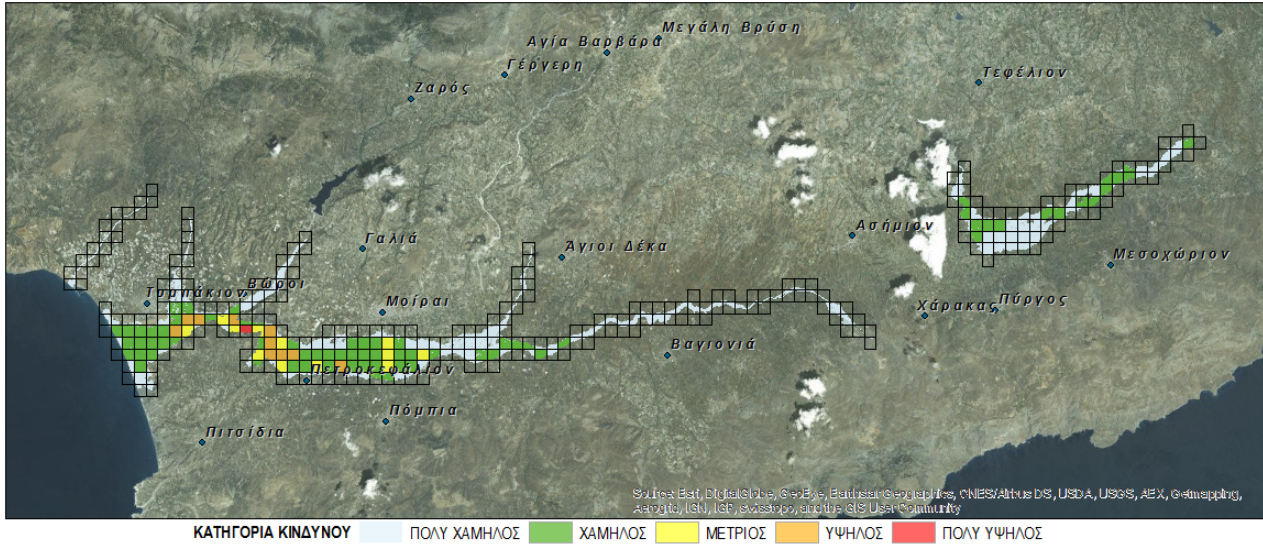 Μεγάλη Βρύση
Αγία Βαρβάρα
Γέργερη
Τεφέλιον
Ζαρός
Ασήμιον
Γαλιά
Άγιοι Δέκα
Μεσοχώριον
Βώροι
Τυμπάκιον
Μοίραι
Χάρακας
Πύργος
Βαγιονιά
Πετροκεφάλιον
Πόμπια
Πιτσίδια
Source: Esri, DigitalGlobe, GeoEye, Earthstar Geographics, CNES/Airbus DS, USDA, USGS, AEX, Getmapping,
Aerogrid, IGN, IGP, swisstopo, and the GIS User Community
ΚΑΤΗΓΟΡΙΑ ΚΙΝΔΥΝΟΥ ΠΟΛΥ ΧΑΜΗΛΟΣ ΧΑΜΗΛΟΣ ΜΕΤΡΙΟΣ ΥΨΗΛΟΣ ΠΟΛΥ ΥΨΗΛΟΣ